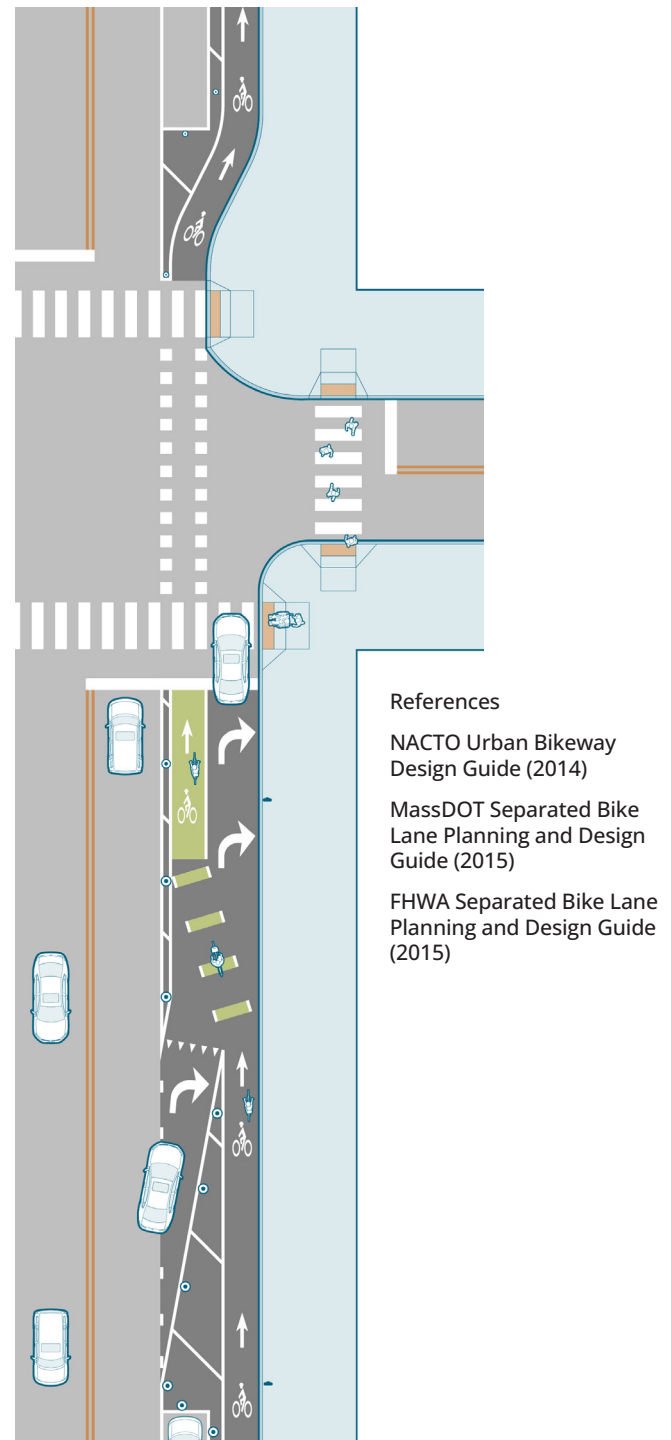 References
NACTO Urban Bikeway
Design Guide (2014)
MassDOT Separated Bike
Lane Planning and Design
Guide (2015)
FHWA Separated Bike Lane
Planning and Design Guide
(2015)